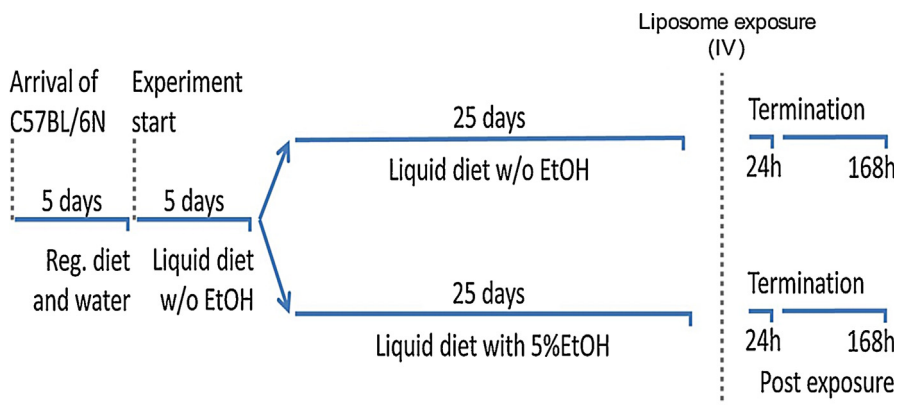 Liposome exposure
(IV)
Arrival of
C57BL/6N
Experiment
start
5 days
Reg. diet
and water
5 days
Liquid diet
w/o EtOH
25 days
Liquid diet w/o EtOH
Termination
24h
168h
25 days
Liquid diet with 5%EtOH
Termination
24h
168h
Post exposure